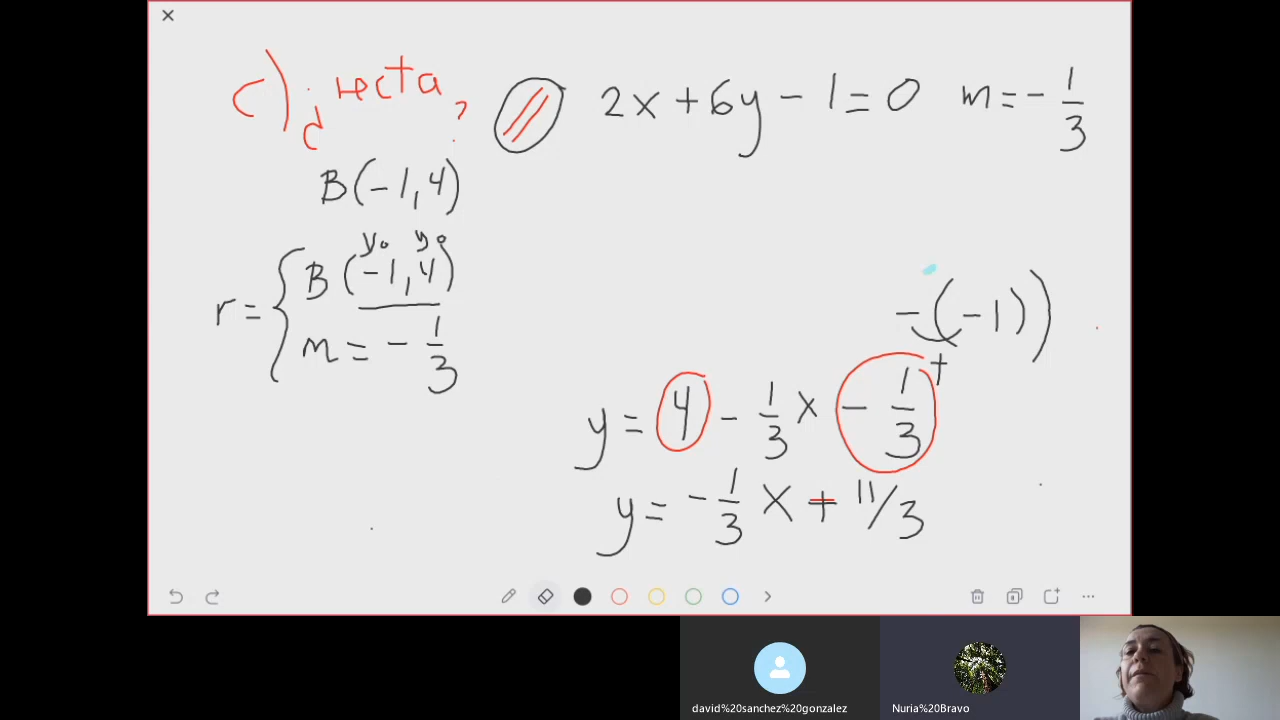 c) ¿recta ? // 2x + 6y - 1 = 0 m = - 1/3
B(-1,4)
y₀ y₀
r = { B (-1,4)
-(-1))
m = - 1/3
+
y = 4 - 1/3 x - 1/3
y = - 1/3 x + 11/3
david%20sanchez%20gonzalez
Nuria%20Bravo